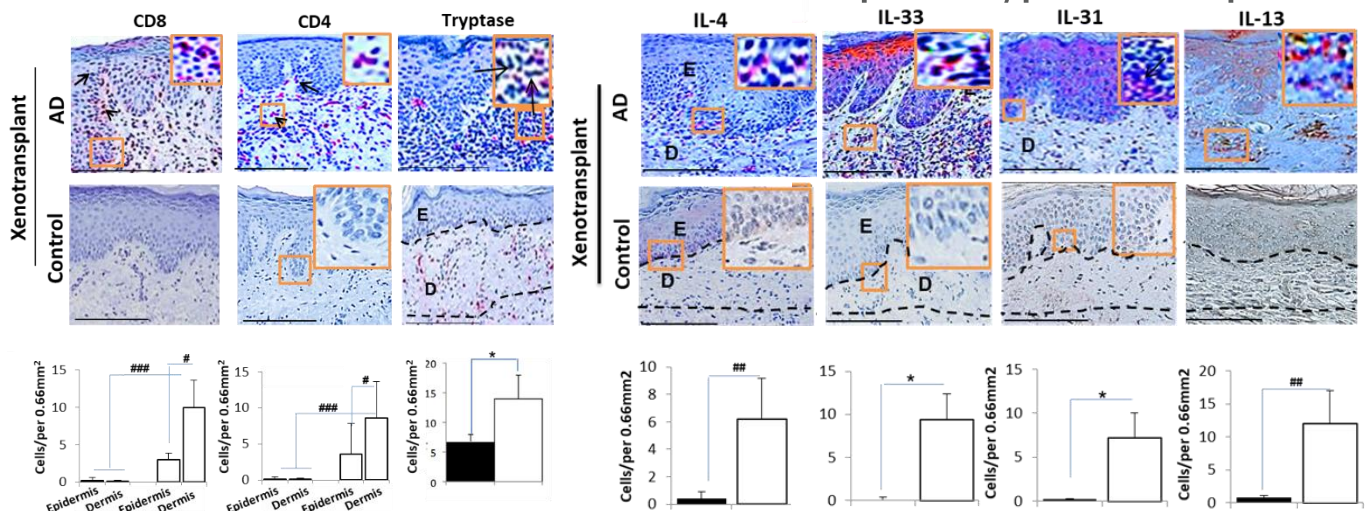 CD8
CD4
Tryptase
IL-4
IL-33
IL-31
IL-13
Xenotransplant
AD
Control
E
D
Xenotransplant
AD
Control
E
D
E
D
E
D
D
E
D
Cells/per 0.66mm²
15
10
5
0
###
#
Epidermis
Dermis
Epidermis
Dermis
Cells/per 0.66mm²
15
10
5
0
###
#
Epidermis
Dermis
Epidermis
Dermis
Cells/per 0.66mm²
20
15
10
5
0
*
Cells/per 0.66mm2
10
8
6
4
2
0
##
Cells/per 0.66mm2
15
10
5
0
*
Cells/per 0.66mm2
15
10
5
0
*
Cells/per 0.66mm2
20
15
10
5
0
##